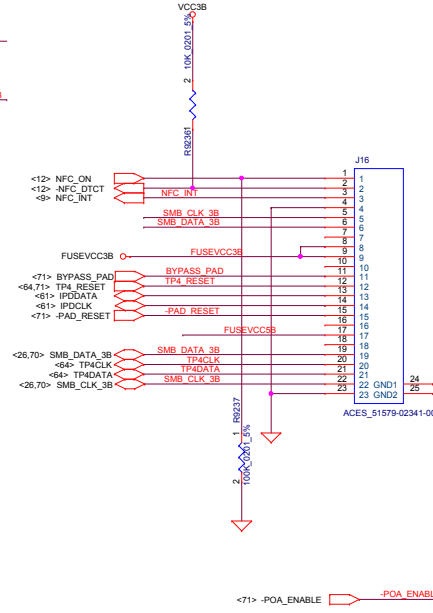 VCC3B
10K_0201_5%
2
R9236
1
J16
<12> NFC_ON
1 1
<12> -NFC_DTCT
2 2
<9> NFC_INT
NFC_INT
3 3
4 4
SMB_CLK_3B
5 5
SMB_DATA_3B
6 6
7 7
8 8
FUSEVCC3B
FUSEVCC3B
9 9
10 10
<71> BYPASS_PAD
BYPASS_PAD
11 11
<64,71> TP4_RESET
TP4_RESET
12 12
<61> IPDDATA
13 13
<61> IPDCLK
14 14
<71> -PAD_RESET
-PAD_RESET
15 15
16 16
FUSEVCC5B
17 17
18 18
<26,70> SMB_DATA_3B
SMB_DATA_3B
19 19
<64> TP4CLK
TP4CLK
20 20
<64> TP4DATA
TP4DATA
21 21
<26,70> SMB_CLK_3B
SMB_CLK_3B
22 22 GND1 24
23 23 GND2 25
ACES_51579-02341-00
R9237
1
100K_0201_5%
2
<71> -POA_ENABLE
-POA_ENABL